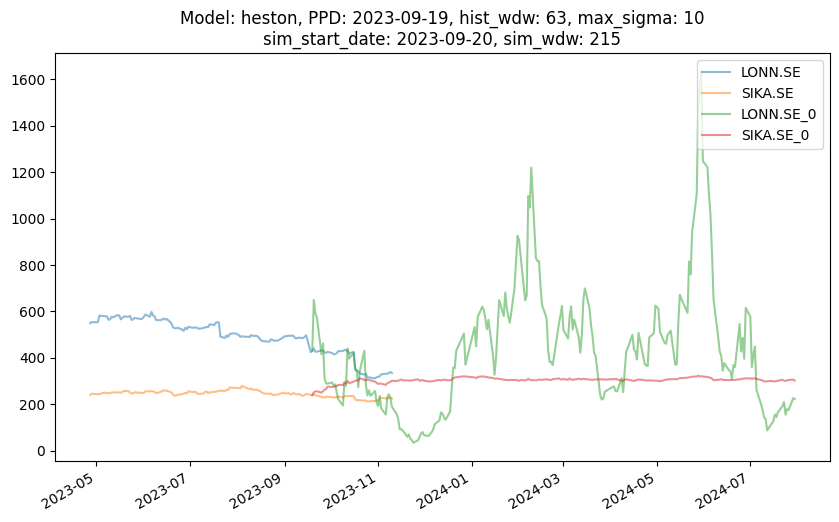 Model: heston, PPD: 2023-09-19, hist_wdw: 63, max_sigma: 10
sim_start_date: 2023-09-20, sim_wdw: 215
LONN.SE
SIKA.SE
LONN.SE_0
SIKA.SE_0
1600
1400
1200
1000
800
600
400
200
0
2023-05
2023-07
2023-09
2023-11
2024-01
2024-03
2024-05
2024-07